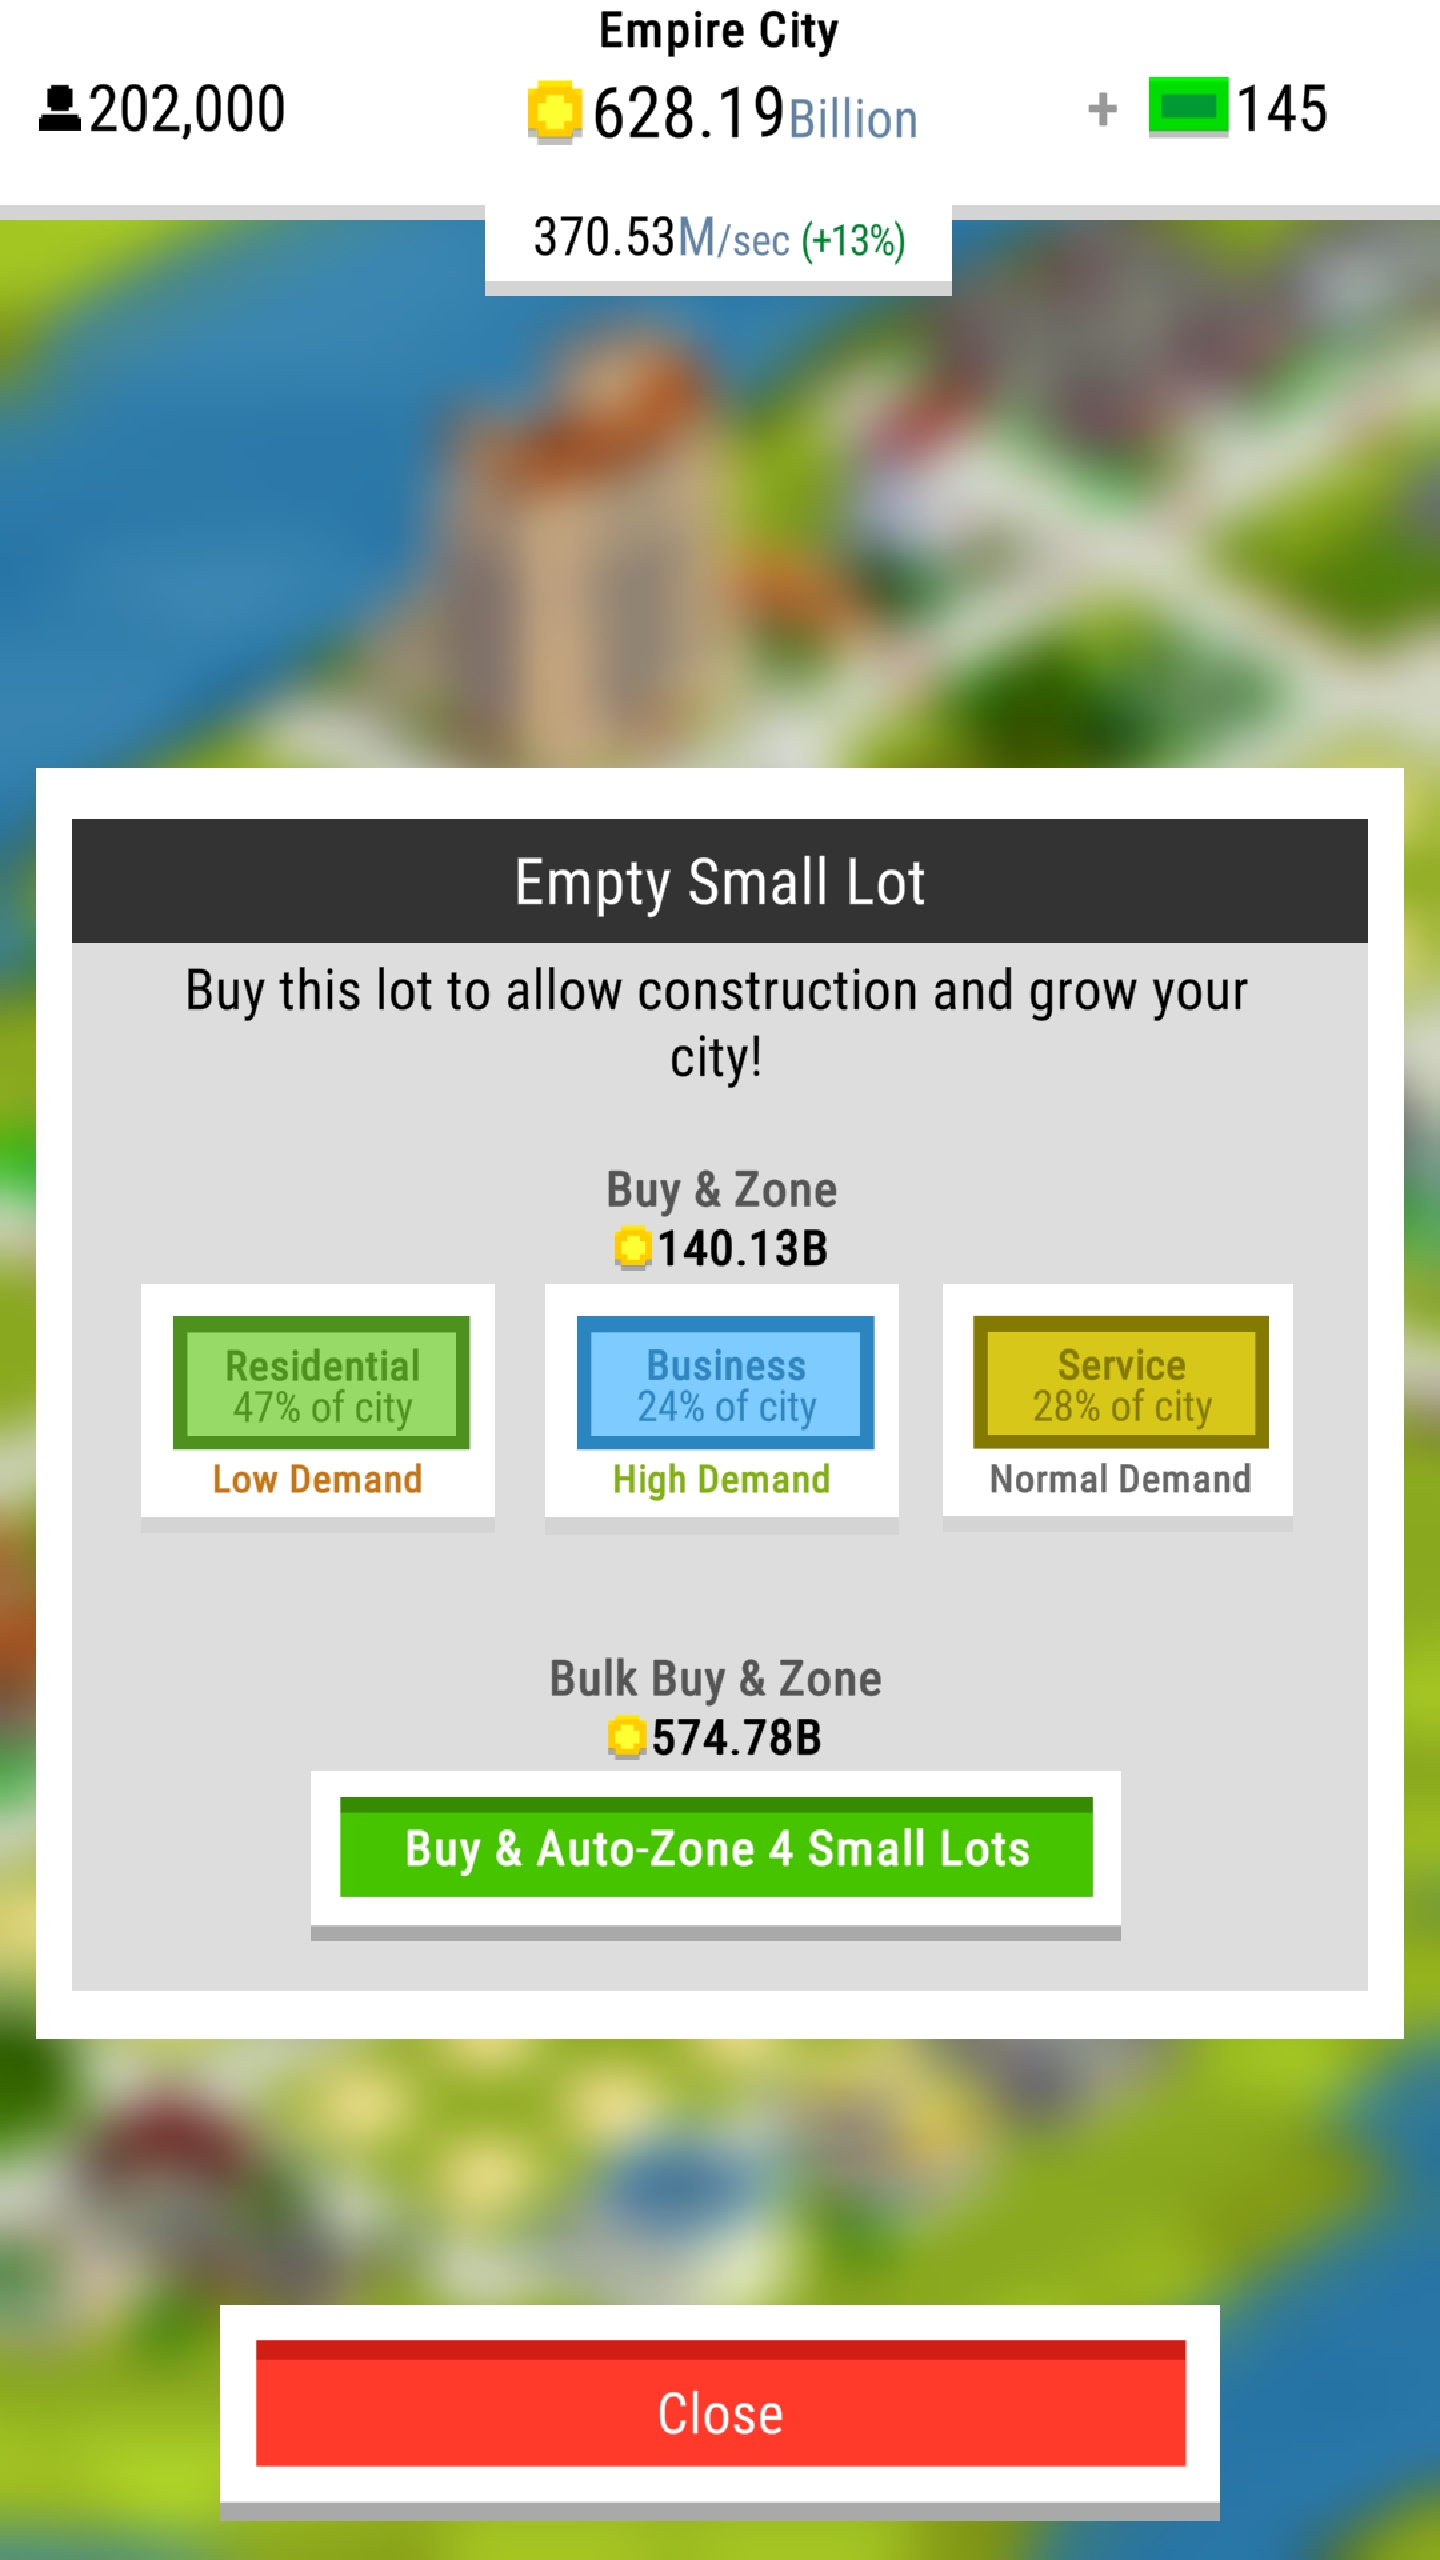 Empire City
202,000
628.19Billion
+ 145
370.53M/sec (+13%)
Empty Small Lot
Buy this lot to allow construction and grow your
city!
Buy & Zone
140.13B
Residential
47% of city
Low Demand
Business
24% of city
High Demand
Service
28% of city
Normal Demand
Bulk Buy & Zone
574.78B
Buy & Auto-Zone 4 Small Lots
Close